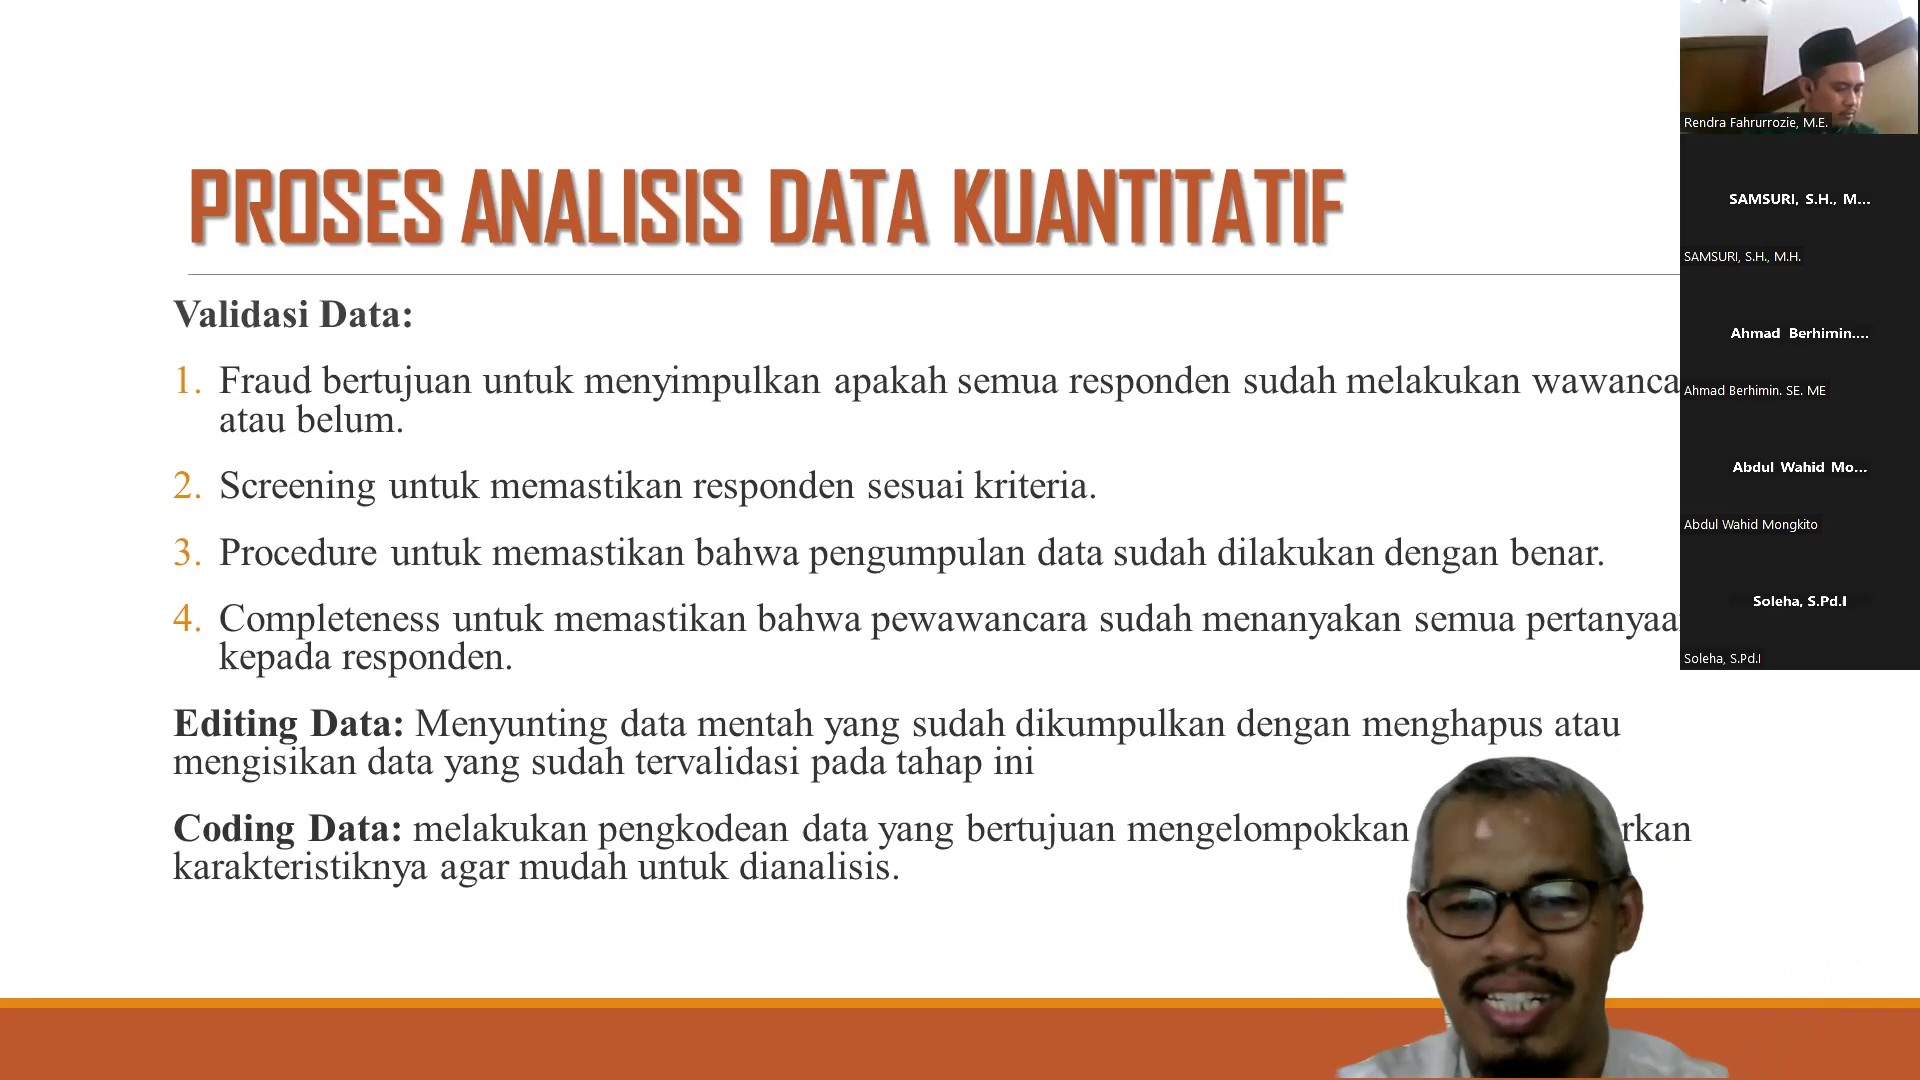 PROSES ANALISIS DATA KUANTITATIF
Validasi Data:
1. Fraud bertujuan untuk menyimpulkan apakah semua responden sudah melakukan wawanca
atau belum.
2. Screening untuk memastikan responden sesuai kriteria.
3. Procedure untuk memastikan bahwa pengumpulan data sudah dilakukan dengan benar.
4. Completeness untuk memastikan bahwa pewawancara sudah menanyakan semua pertanyaa
kepada responden.
Editing Data: Menyunting data mentah yang sudah dikumpulkan dengan menghapus atau
mengisikan data yang sudah tervalidasi pada tahap ini
Coding Data: melakukan pengkodean data yang bertujuan mengelompokkan rkan
karakteristiknya agar mudah untuk dianalisis.
Rendra Fahrurrozie, M.E.
SAMSURI, S.H., M...
SAMSURI, S.H., M.H.
Ahmad Berhimin....
Ahmad Berhimin. SE. ME
Abdul Wahid Mo...
Abdul Wahid Mongkito
Soleha, S.Pd.I
Soleha, S.Pd.I